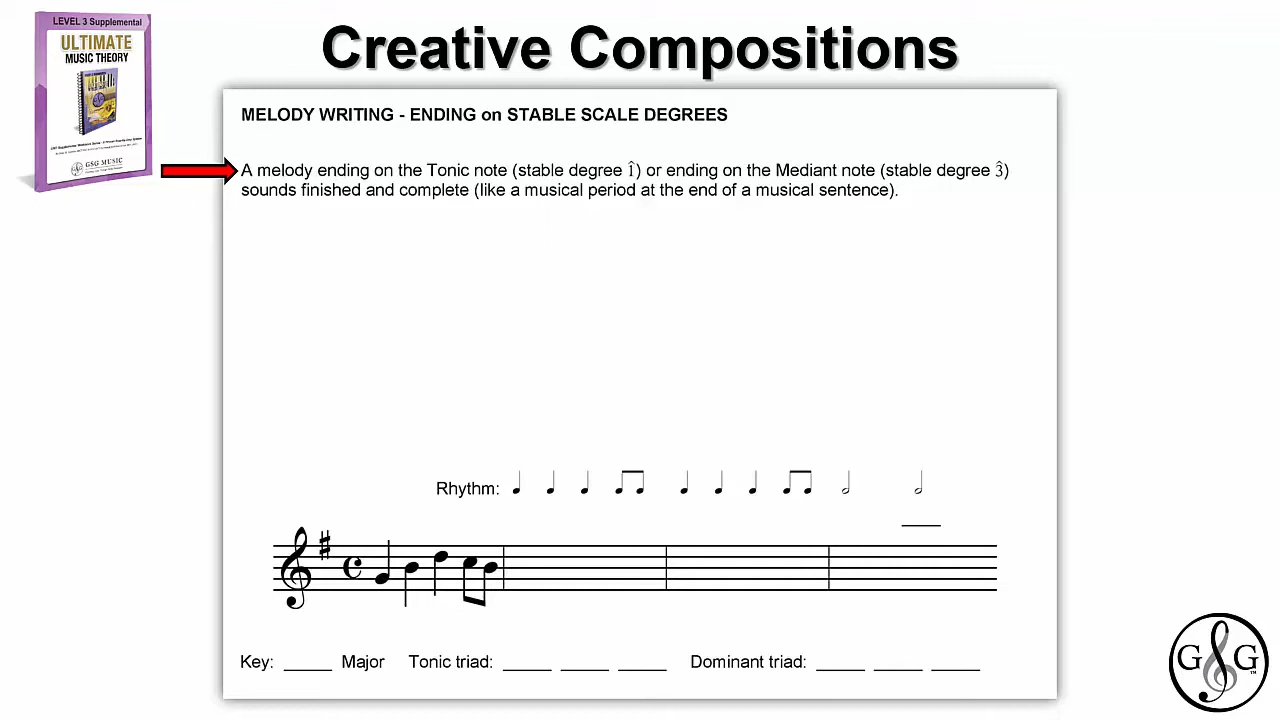 LEVEL 3 Supplemental
ULTIMATE
MUSIC THEORY
GSG MUSIC
Creative Compositions
MELODY WRITING - ENDING on STABLE SCALE DEGREES
A melody ending on the Tonic note (stable degree 1̂) or ending on the Mediant note (stable degree 3̂)
sounds finished and complete (like a musical period at the end of a musical sentence).
Rhythm:
Key: _____ Major Tonic triad: _____ _____ _____ Dominant triad: _____ _____ _____
G G
TM